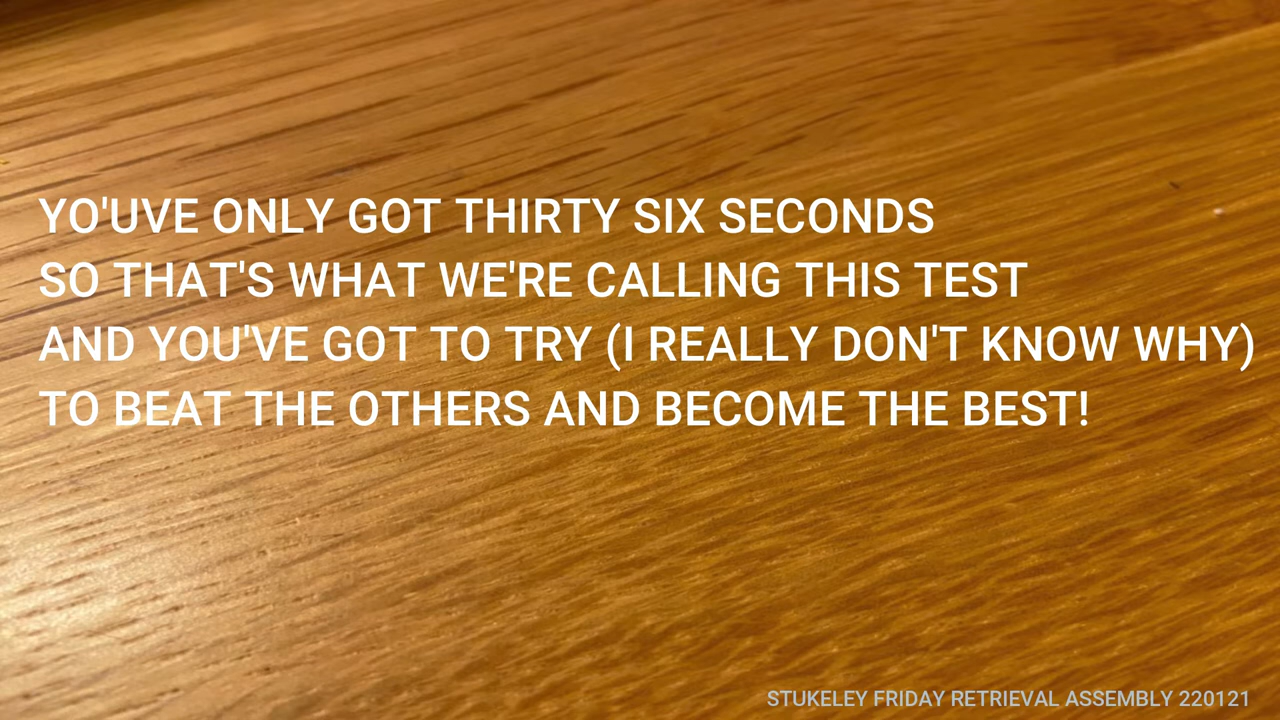 YO'UVE ONLY GOT THIRTY SIX SECONDS
SO THAT'S WHAT WE'RE CALLING THIS TEST
AND YOU'VE GOT TO TRY (I REALLY DON'T KNOW WHY)
TO BEAT THE OTHERS AND BECOME THE BEST!
STUKELEY FRIDAY RETRIEVAL ASSEMBLY 220121